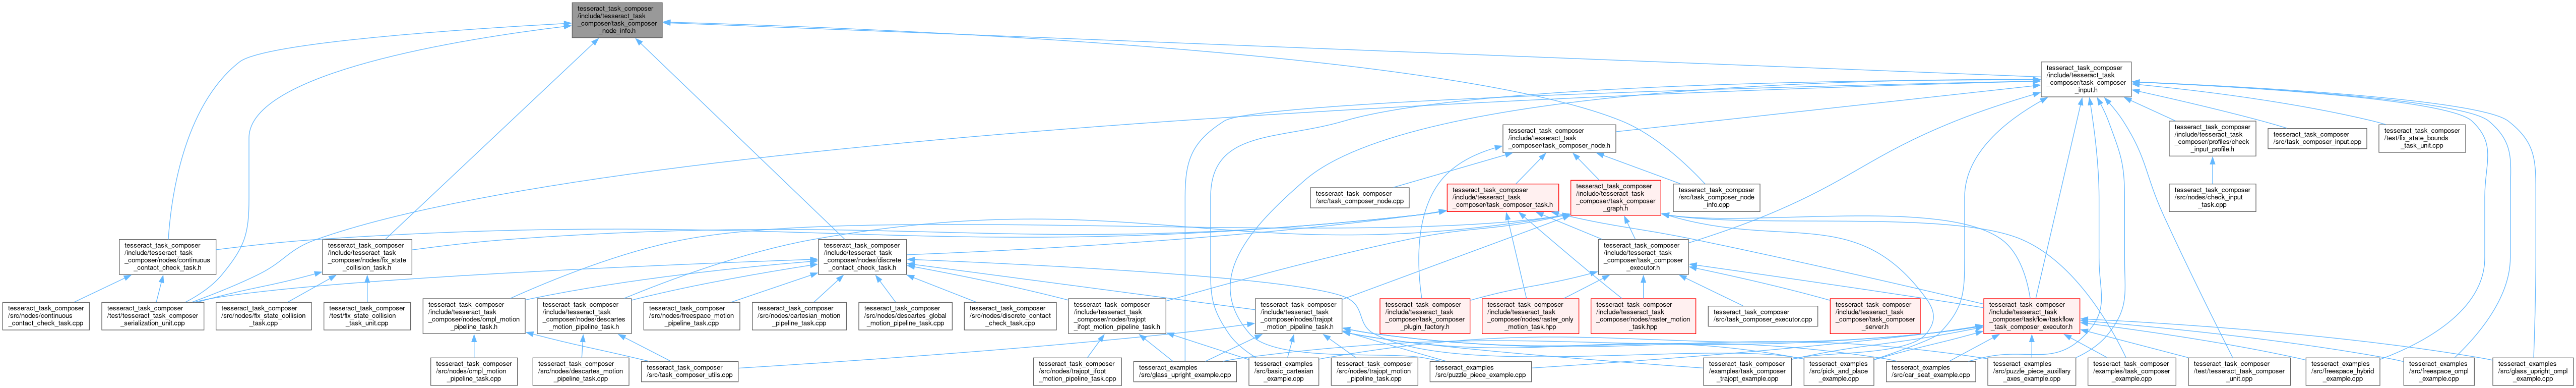 tesseract_task_composer
/include/tesseract_task
_composer/task_composer
_node_info.h
tesseract_task_composer
/include/tesseract_task
_composer/task_composer
_input.h
tesseract_task_composer
/include/tesseract_task
_composer/task_composer_node.h
tesseract_task_composer
/include/tesseract_task
_composer/profiles/check
_input_profile.h
tesseract_task_composer
/src/task_composer_input.cpp
tesseract_task_composer
/test/fix_state_bounds
_task_unit.cpp
tesseract_task_composer
/src/task_composer_node.cpp
tesseract_task_composer
/include/tesseract_task
_composer/task_composer_task.h
tesseract_task_composer
/include/tesseract_task
_composer/task_composer
_graph.h
tesseract_task_composer
/src/task_composer_node
_info.cpp
tesseract_task_composer
/src/nodes/check_input
_task.cpp
tesseract_task_composer
/include/tesseract_task
_composer/nodes/continuous
_contact_check_task.h
tesseract_task_composer
/include/tesseract_task
_composer/nodes/fix_state
_collision_task.h
tesseract_task_composer
/include/tesseract_task
_composer/nodes/discrete
_contact_check_task.h
tesseract_task_composer
/include/tesseract_task
_composer/task_composer
_executor.h
tesseract_task_composer
/src/nodes/continuous
_contact_check_task.cpp
tesseract_task_composer
/test/tesseract_task_composer
_serialization_unit.cpp
tesseract_task_composer
/src/nodes/fix_state_collision
_task.cpp
tesseract_task_composer
/test/fix_state_collision
_task_unit.cpp
tesseract_task_composer
/include/tesseract_task
_composer/nodes/ompl_motion
_pipeline_task.h
tesseract_task_composer
/include/tesseract_task
_composer/nodes/descartes
_motion_pipeline_task.h
tesseract_task_composer
/src/nodes/freespace_motion
_pipeline_task.cpp
tesseract_task_composer
/src/nodes/cartesian_motion
_pipeline_task.cpp
tesseract_task_composer
/src/nodes/descartes_global
_motion_pipeline_task.cpp
tesseract_task_composer
/src/nodes/discrete_contact
_check_task.cpp
tesseract_task_composer
/include/tesseract_task
_composer/nodes/trajopt
_ifopt_motion_pipeline_task.h
tesseract_task_composer
/include/tesseract_task
_composer/nodes/trajopt
_motion_pipeline_task.h
tesseract_task_composer
/include/tesseract_task
_composer/task_composer
_plugin_factory.h
tesseract_task_composer
/include/tesseract_task
_composer/nodes/raster_only
_motion_task.hpp
tesseract_task_composer
/include/tesseract_task
_composer/nodes/raster_motion
_task.hpp
tesseract_task_composer
/src/task_composer_executor.cpp
tesseract_task_composer
/include/tesseract_task
_composer/task_composer
_server.h
tesseract_task_composer
/include/tesseract_task
_composer/taskflow/taskflow
_task_composer_executor.h
tesseract_task_composer
/src/nodes/ompl_motion
_pipeline_task.cpp
tesseract_task_composer
/src/nodes/descartes_motion
_pipeline_task.cpp
tesseract_task_composer
/src/task_composer_utils.cpp
tesseract_task_composer
/src/nodes/trajopt_ifopt
_motion_pipeline_task.cpp
tesseract_examples
/src/glass_upright_example.cpp
tesseract_examples
/src/basic_cartesian
_example.cpp
tesseract_task_composer
/src/nodes/trajopt_motion
_pipeline_task.cpp
tesseract_examples
/src/puzzle_piece_example.cpp
tesseract_task_composer
/examples/task_composer
_trajopt_example.cpp
tesseract_examples
/src/pick_and_place
_example.cpp
tesseract_examples
/src/car_seat_example.cpp
tesseract_examples
/src/puzzle_piece_auxillary
_axes_example.cpp
tesseract_task_composer
/examples/task_composer
_example.cpp
tesseract_task_composer
/test/tesseract_task_composer
_unit.cpp
tesseract_examples
/src/freespace_hybrid
_example.cpp
tesseract_examples
/src/freespace_ompl
_example.cpp
tesseract_examples
/src/glass_upright_ompl
_example.cpp